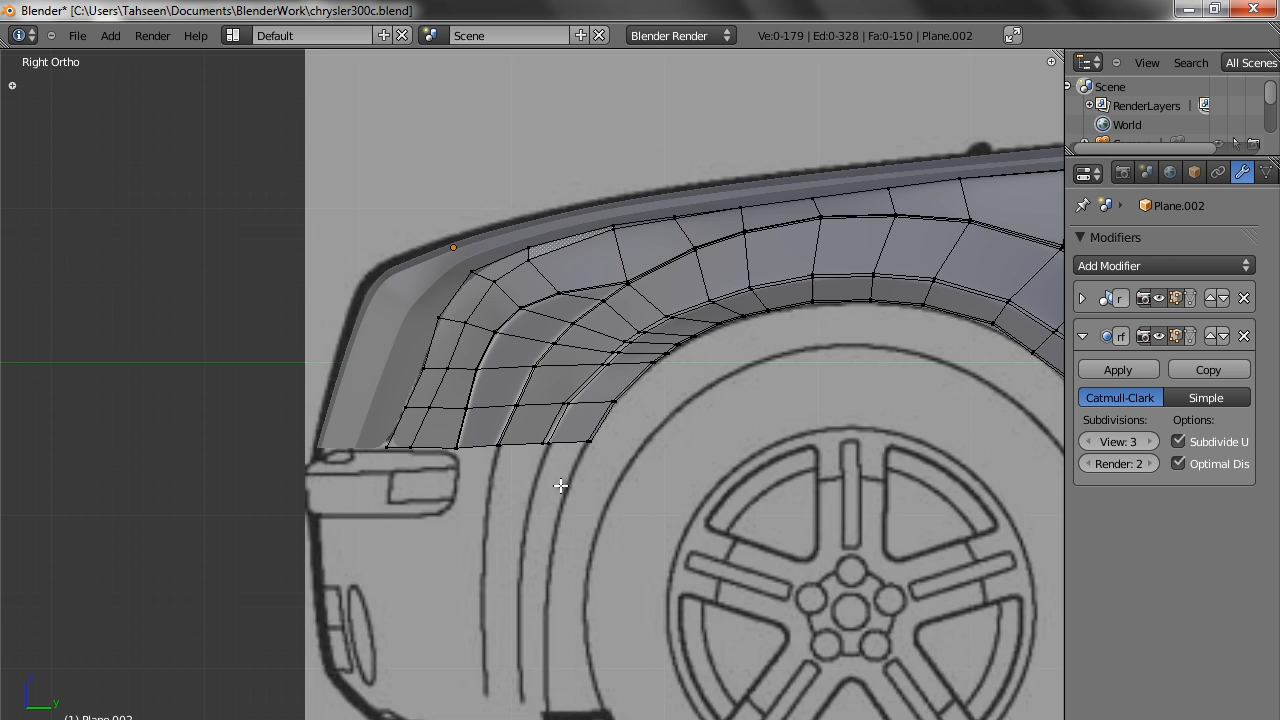 Blender* [C:\Users\Tahseen\Documents\BlenderWork\chrysler300c.blend]
File Add Render Help Default Scene Blender Render Ve:0-179 | Ed:0-328 | Fa:0-150 | Plane.002
Right Ortho
View Search All Scenes
Scene
RenderLayers
World
Plane.002
Modifiers
Add Modifier
r
rf
Apply Copy
Catmull-Clark Simple
Subdivisions: Options:
View: 3 Subdivide U
Render: 2 Optimal Dis
y
(1) Plane.002